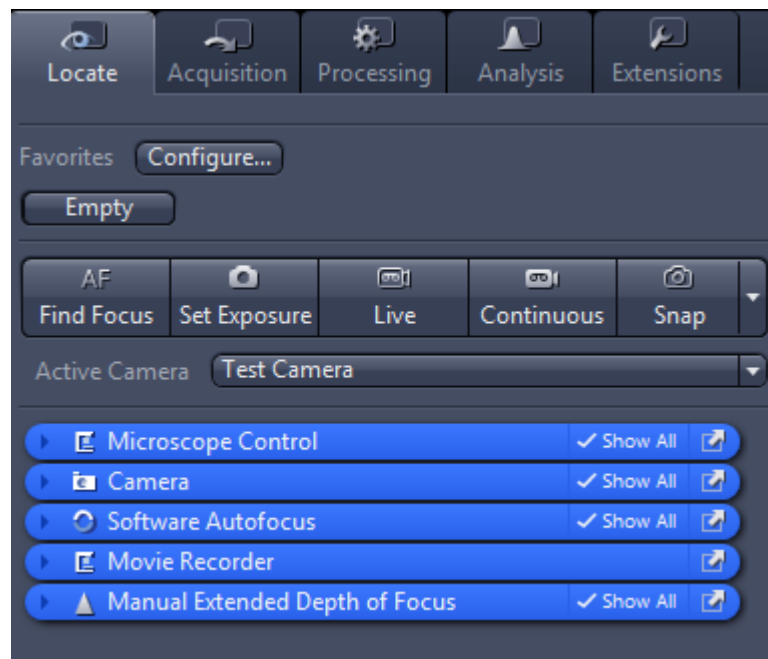 Locate Acquisition Processing Analysis Extensions
Favorites Configure...
Empty
AF
Find Focus Set Exposure Live Continuous Snap
Active Camera Test Camera
Microscope Control Show All
Camera Show All
Software Autofocus Show All
Movie Recorder
Manual Extended Depth of Focus Show All